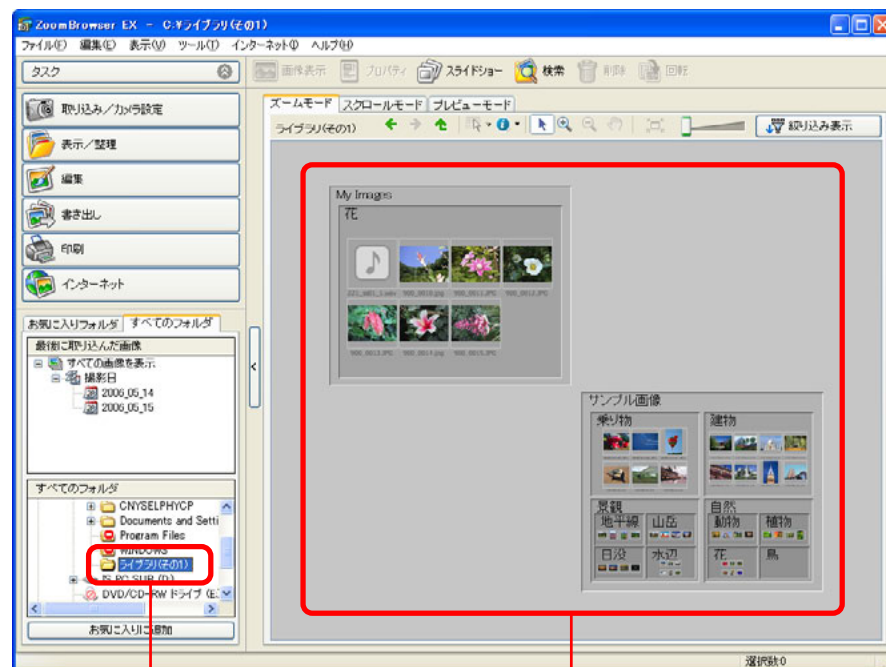 ZoomBrowser EX - C:¥ライブラリ(その1)
ファイル(F) 編集(E) 表示(V) ツール(T) インターネット(I) ヘルプ(H)
タスク
画像表示 プロパティ スライドショー 検索 削除 回転
取り込み/カメラ設定
表示/整理
編集
書き出し
印刷
インターネット
ズームモード スクロールモード プレビューモード
ライブラリ(その1) 絞り込み表示
My Images
花
900_0010.jpg 900_0011.JPG 900_0012.JPG
900_0013.JPG 900_0014.jpg 900_0015.JPG
サンプル画像
乗り物 建物
景観 自然
地平線 山岳 動物 植物
日没 水辺 花 鳥
お気に入りフォルダ すべてのフォルダ
最後に取り込んだ画像
すべての画像を表示
撮影日
2006_05_14
2006_05_15
すべてのフォルダ
CNYSELPHYCP
Documents and Setti
Program Files
WINDOWS
ライブラリ(その1)
DVD/CD-RW ドライブ (E:
お気に入りに追加
選択数:0